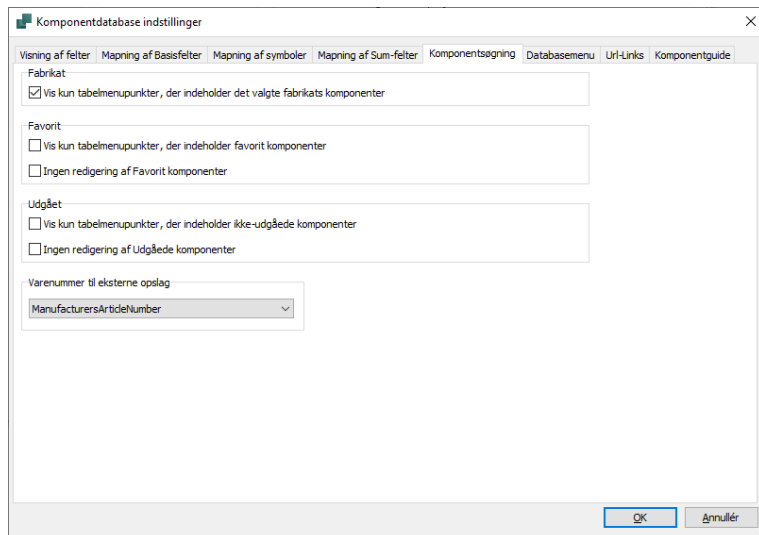 Komponentdatabase indstillinger
Visning af felter Mapning af Basisfelter Mapning af symboler Mapning af Sum-felter Komponentsøgning Databasemenu Url-Links Komponentguide
Fabrikat
Vis kun tabelmenupunkter, der indeholder det valgte fabrikats komponenter
Favorit
Vis kun tabelmenupunkter, der indeholder favorit komponenter
Ingen redigering af Favorit komponenter
Udgået
Vis kun tabelmenupunkter, der indeholder ikke-udgåede komponenter
Ingen redigering af Udgåede komponenter
Varenummer til eksterne opslag
ManufacturersArticleNumber
OK Annullér